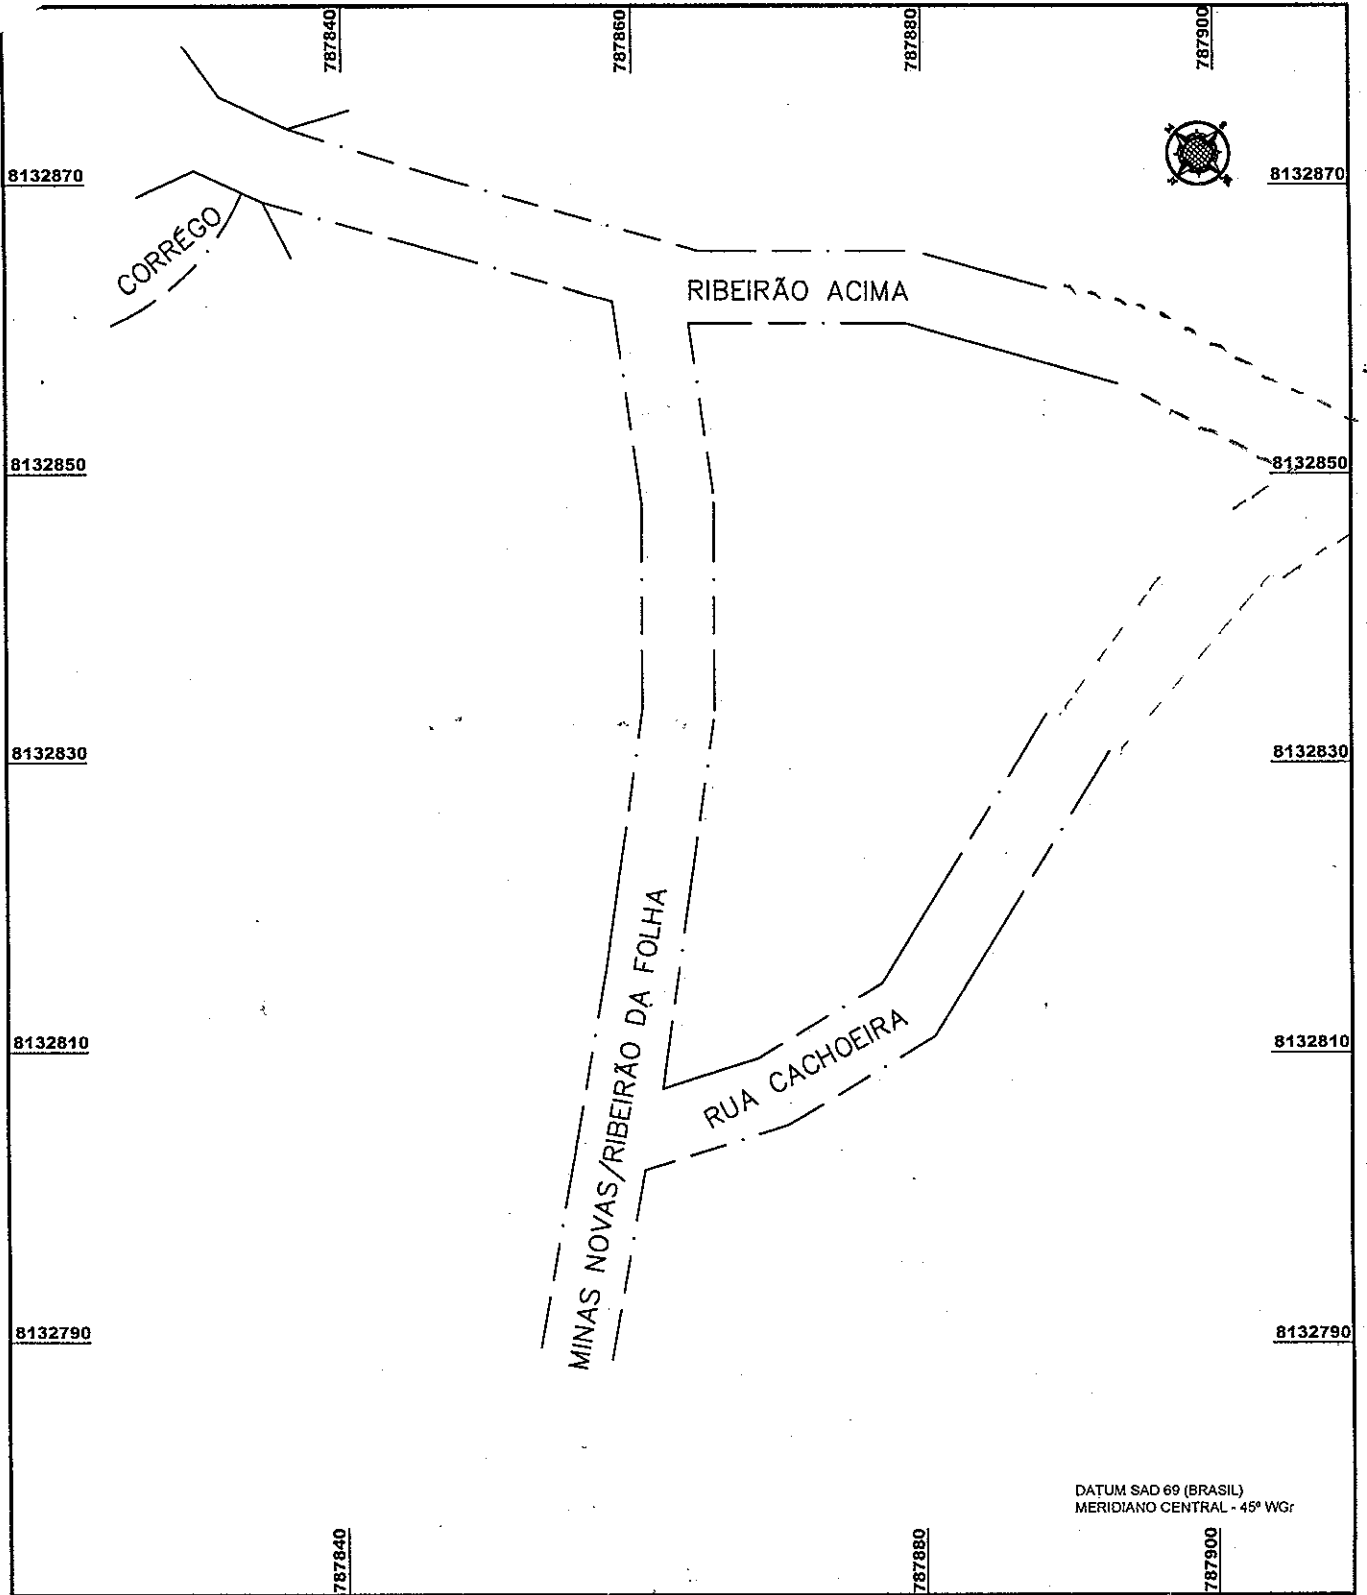 787840
787860
787880
787900
8132870
8132870
CORRÉGO
RIBEIRÃO ACIMA
8132850
8132850
8132830
8132830
MINAS NOVAS/RIBEIRÃO DA FOLHA
RUA CACHOEIRA
8132810
8132810
8132790
8132790
DATUM SAD 69 (BRASIL)
MERIDIANO CENTRAL - 45º WGr
787840
787880
787900